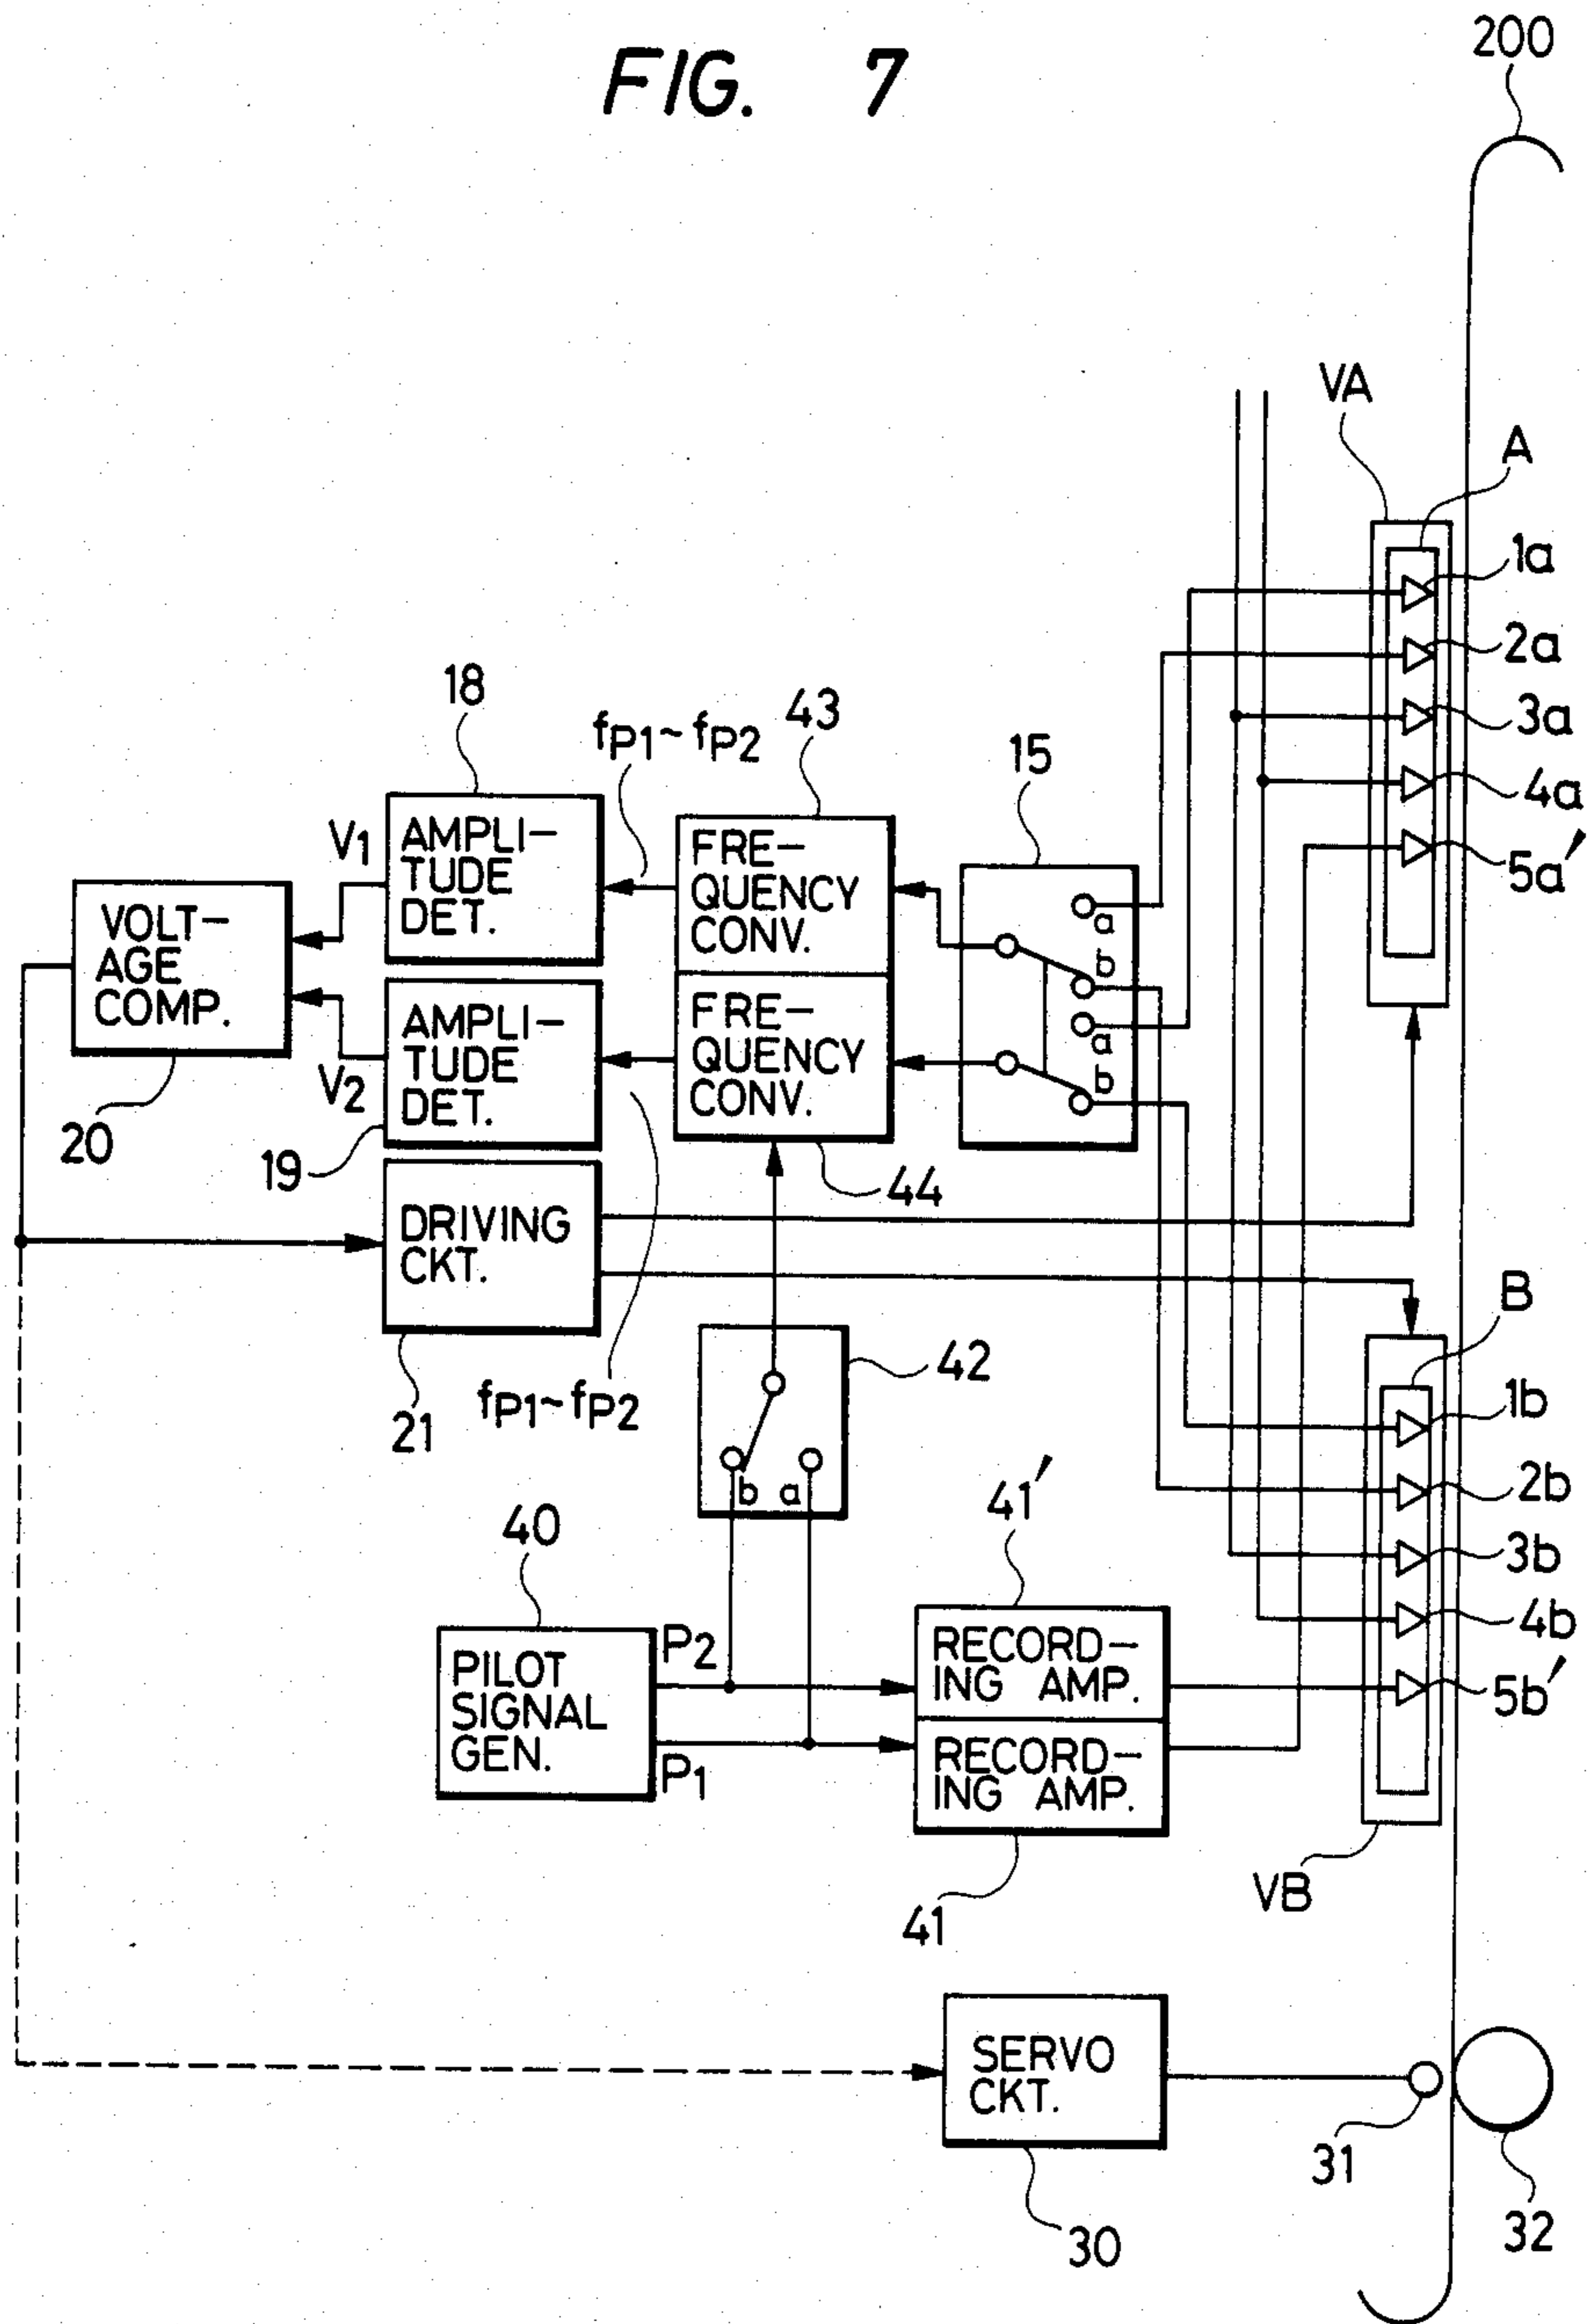 FIG. 7
200
VA
A
1a
2a
3a
4a
5a′
18
fP1~fP2
43
15
V1
AMPLI-
TUDE
DET.
FRE-
QUENCY
CONV.
a
b
a
b
VOLT-
AGE
COMP.
V2
AMPLI-
TUDE
DET.
FRE-
QUENCY
CONV.
20
19
44
DRIVING
CKT.
21
fP1~fP2
42
b
a
B
1b
2b
3b
4b
5b′
40
41′
PILOT
SIGNAL
GEN.
P2
P1
RECORD-
ING AMP.
RECORD-
ING AMP.
41
VB
SERVO
CKT.
30
31
32